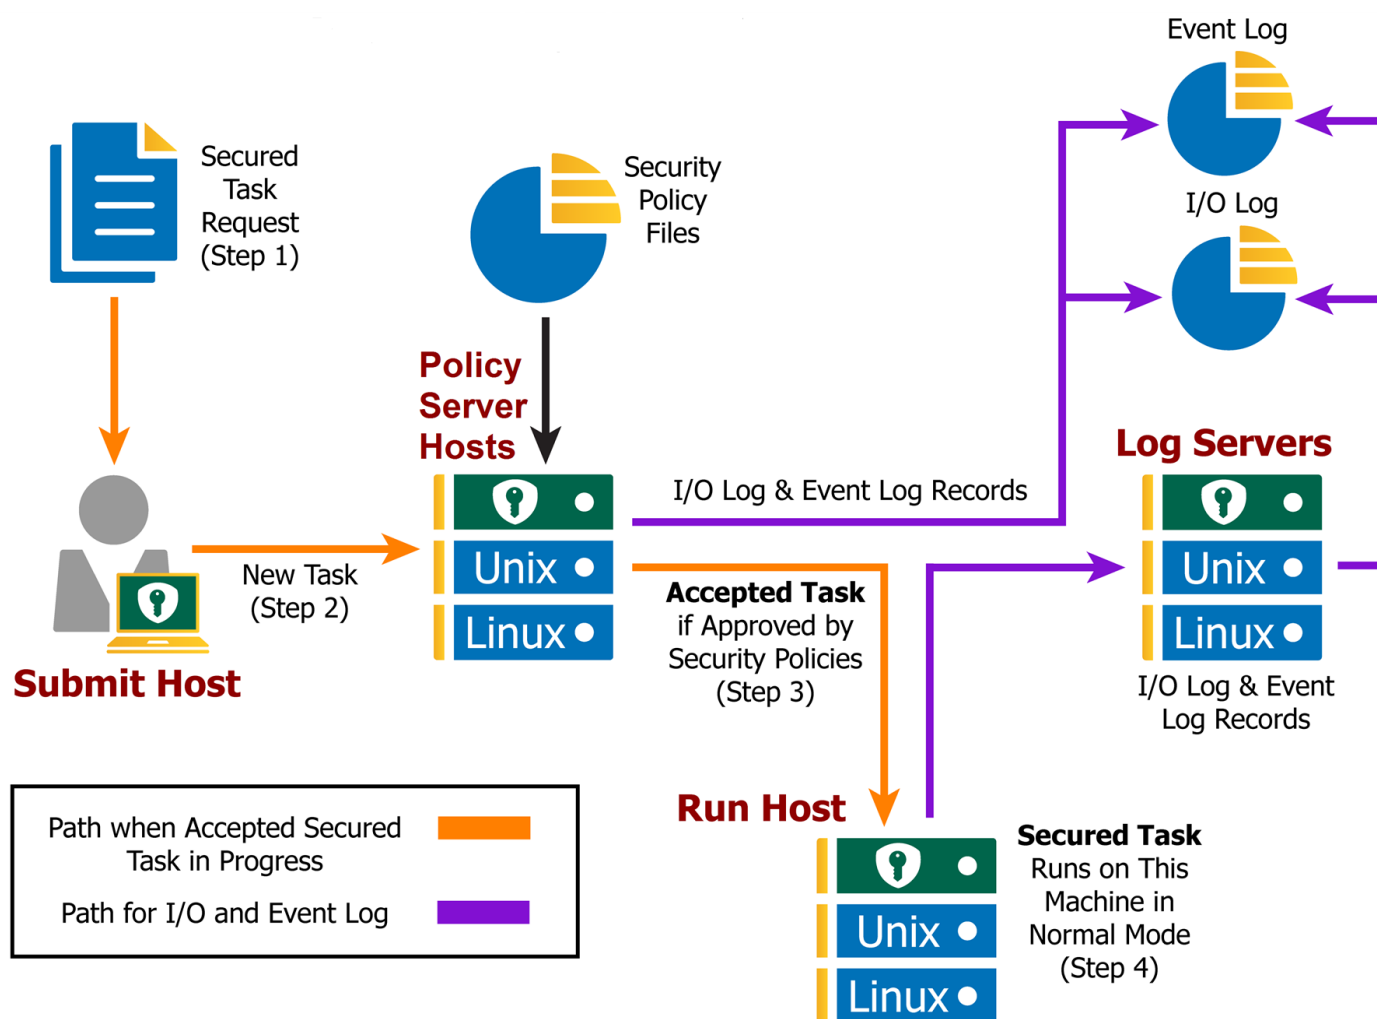 Event Log
Secured
Task
Request
(Step 1)
Security
Policy
Files
I/O Log
Policy
Server
Hosts
Log Servers
I/O Log & Event Log Records
New Task
(Step 2)
Unix
Linux
Accepted Task
if Approved by
Security Policies
(Step 3)
Unix
Linux
I/O Log & Event
Log Records
Submit Host
Run Host
Secured Task
Runs on This
Machine in
Normal Mode
(Step 4)
Unix
Linux
Path when Accepted Secured
Task in Progress
Path for I/O and Event Log